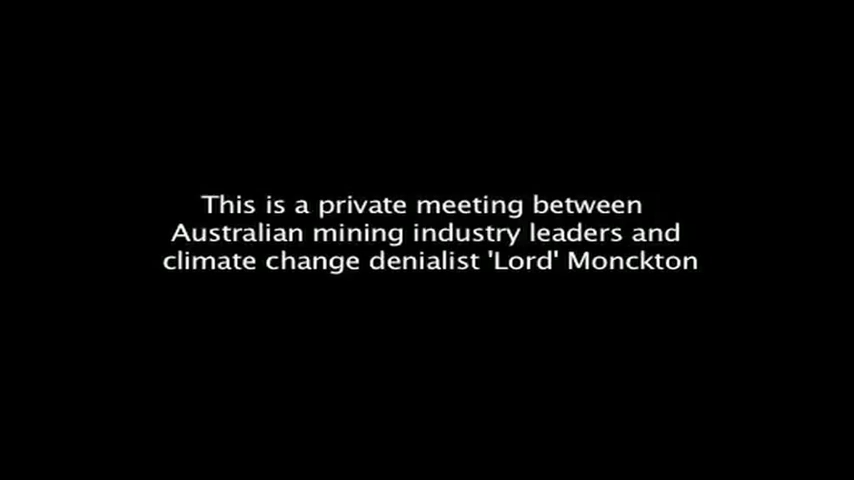 This is a private meeting between
Australian mining industry leaders and
climate change denialist 'Lord' Monckton